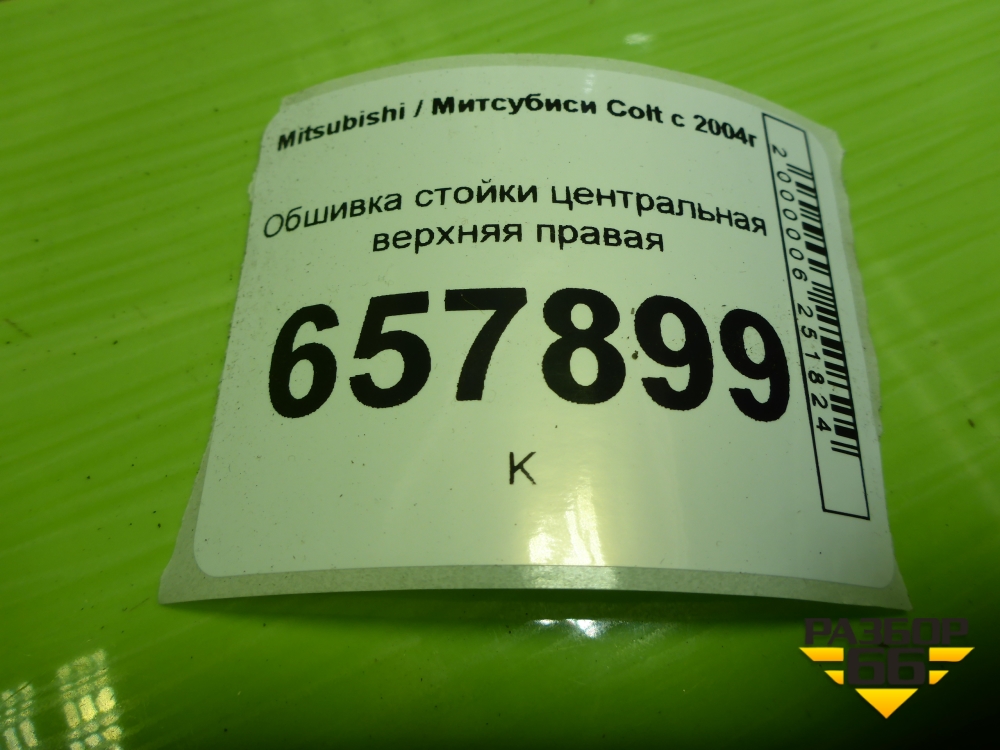 Mitsubishi / Митсубиси Colt с 2004г
Обшивка стойки центральная
верхняя правая
657899
К
2000006251824
РАЗБОР
66